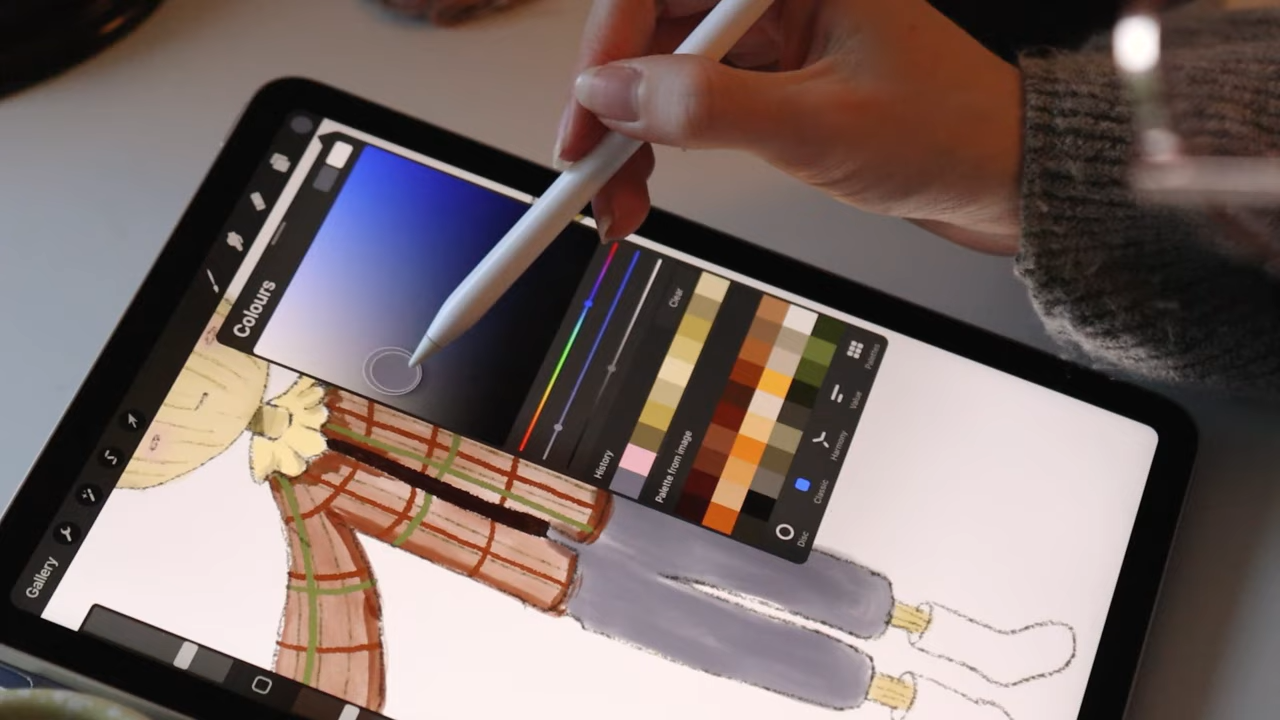 Gallery
Colours
History
Clear
Palette from image
Disc
Classic
Harmony
Value
Palettes